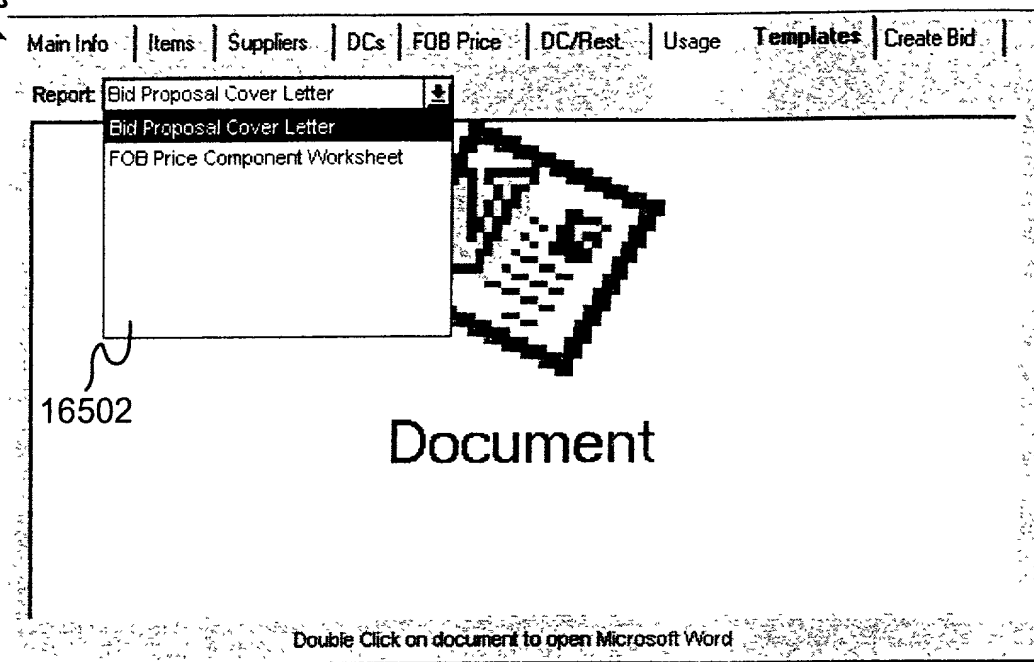 Main Info Items Suppliers DCs FOB Price DC/Rest. Usage Templates Create Bid
Report: Bid Proposal Cover Letter
Bid Proposal Cover Letter
FOB Price Component Worksheet
16502
Document
Double Click on document to open Microsoft Word